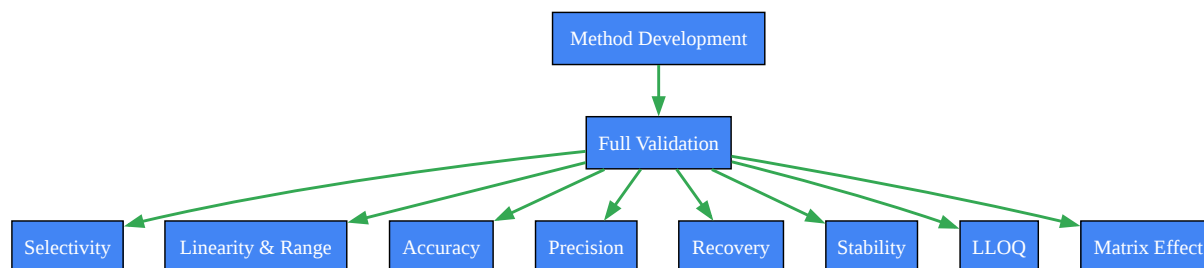 Method Development
Full Validation
Selectivity
Linearity & Range
Accuracy
Precision
Recovery
Stability
LLOQ
Matrix Effect